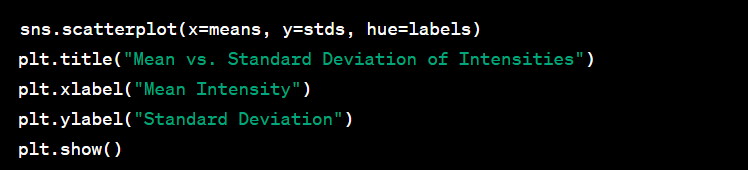 sns.scatterplot(x=means, y=stds, hue=labels)
plt.title("Mean vs. Standard Deviation of Intensities")
plt.xlabel("Mean Intensity")
plt.ylabel("Standard Deviation")
plt.show()